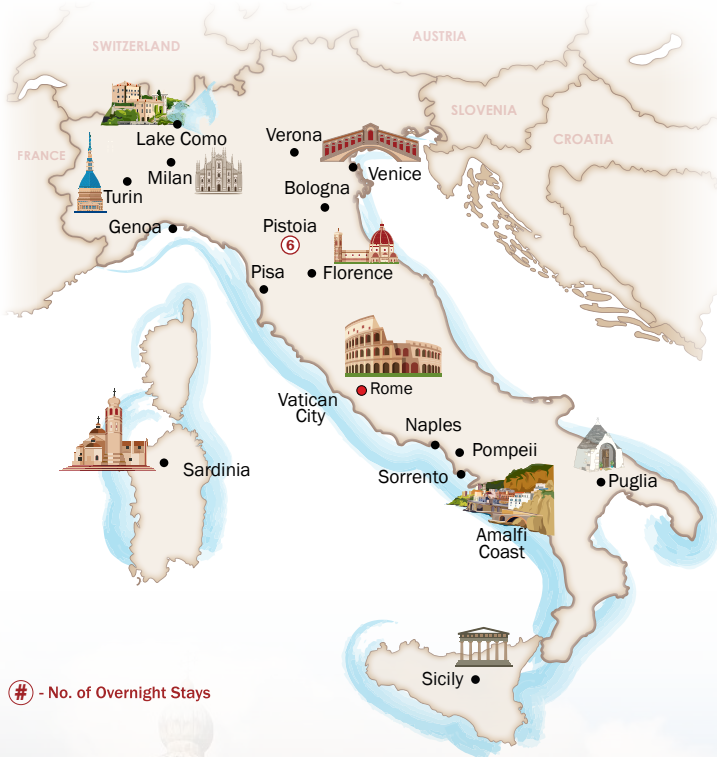 AUSTRIA
SWITZERLAND
SLOVENIA
CROATIA
FRANCE
Lake Como
Verona
Venice
Milan
Turin
Bologna
Genoa
Pistoia
6
Pisa
Florence
Rome
Vatican
City
Naples
Pompeii
Sardinia
Sorrento
Puglia
Amalfi
Coast
Sicily
# - No. of Overnight Stays